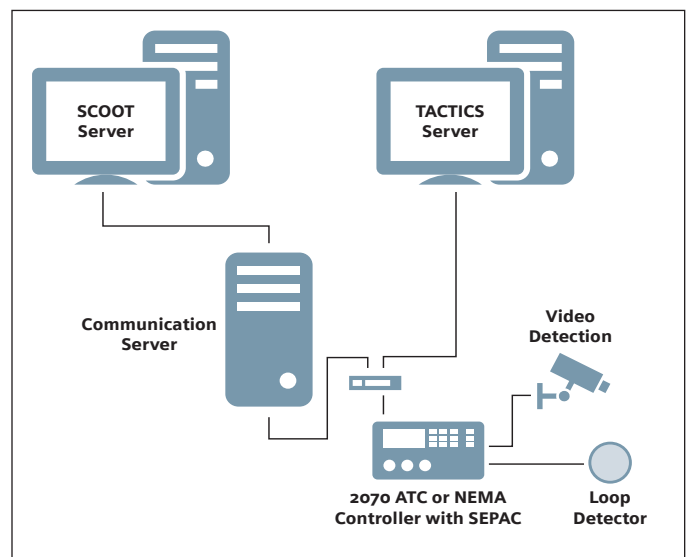 SCOOT
Server
TACTICS
Server
Communication
Server
Video
Detection
2070 ATC or NEMA
Controller with SEPAC
Loop
Detector